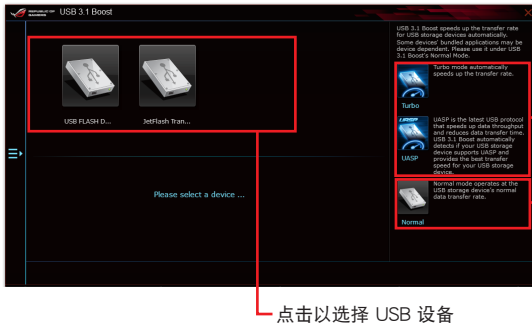 REPUBLIC OF
GAMERS
USB 3.1 Boost
USB FLASH D...
JetFlash Tran...
Please select a device ...
USB 3.1 Boost speeds up the transfer rate
for USB storage devices automatically.
Some devices' bundled applications may be
device dependent. Please use it under USB
3.1 Boost's Normal Mode.
Turbo
Turbo mode automatically
speeds up the transfer rate.
UASP
UASP
UASP is the latest USB protocol
that speeds up data throughput
and reduces data transfer time.
USB 3.1 Boost automatically
detects if your USB storage
device supports UASP and
provides the best transfer
speed for your USB storage
device.
Normal
Normal mode operates at the
USB storage device's normal
data transfer rate.
点击以选择 USB 设备